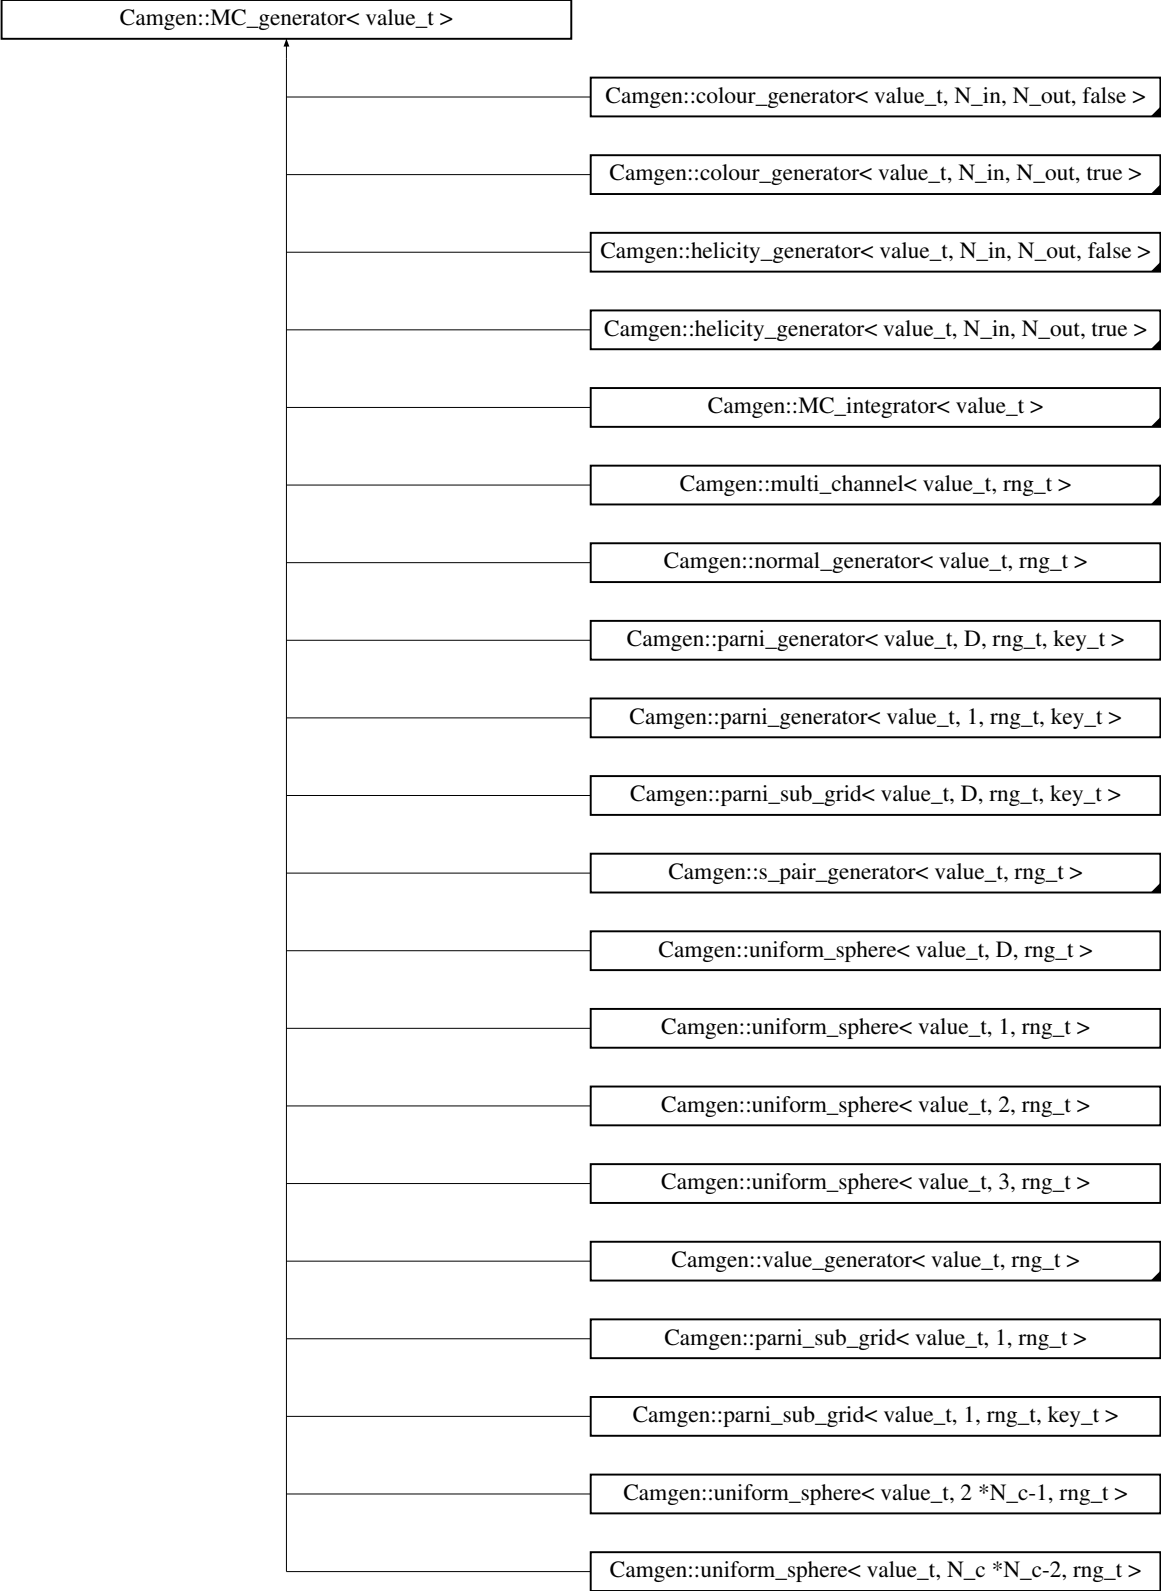 Camgen::MC_generator< value_t >
Camgen::colour_generator< value_t, N_in, N_out, false >
Camgen::colour_generator< value_t, N_in, N_out, true >
Camgen::helicity_generator< value_t, N_in, N_out, false >
Camgen::helicity_generator< value_t, N_in, N_out, true >
Camgen::MC_integrator< value_t >
Camgen::multi_channel< value_t, rng_t >
Camgen::normal_generator< value_t, rng_t >
Camgen::parni_generator< value_t, D, rng_t, key_t >
Camgen::parni_generator< value_t, 1, rng_t, key_t >
Camgen::parni_sub_grid< value_t, D, rng_t, key_t >
Camgen::s_pair_generator< value_t, rng_t >
Camgen::uniform_sphere< value_t, D, rng_t >
Camgen::uniform_sphere< value_t, 1, rng_t >
Camgen::uniform_sphere< value_t, 2, rng_t >
Camgen::uniform_sphere< value_t, 3, rng_t >
Camgen::value_generator< value_t, rng_t >
Camgen::parni_sub_grid< value_t, 1, rng_t >
Camgen::parni_sub_grid< value_t, 1, rng_t, key_t >
Camgen::uniform_sphere< value_t, 2 *N_c-1, rng_t >
Camgen::uniform_sphere< value_t, N_c *N_c-2, rng_t >